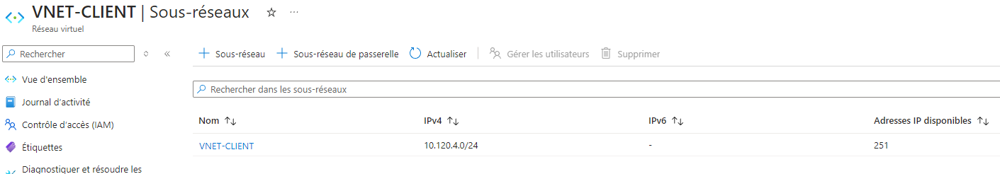 VNET-CLIENT | Sous-réseaux
Réseau virtuel
Rechercher
Sous-réseau
Sous-réseau de passerelle
Actualiser
Gérer les utilisateurs
Supprimer
Vue d'ensemble
Journal d'activité
Contrôle d'accès (IAM)
Étiquettes
Diagnostiquer et résoudre les
Rechercher dans les sous-réseaux
Nom IPv4 IPv6 Adresses IP disponibles
VNET-CLIENT 10.120.4.0/24 - 251